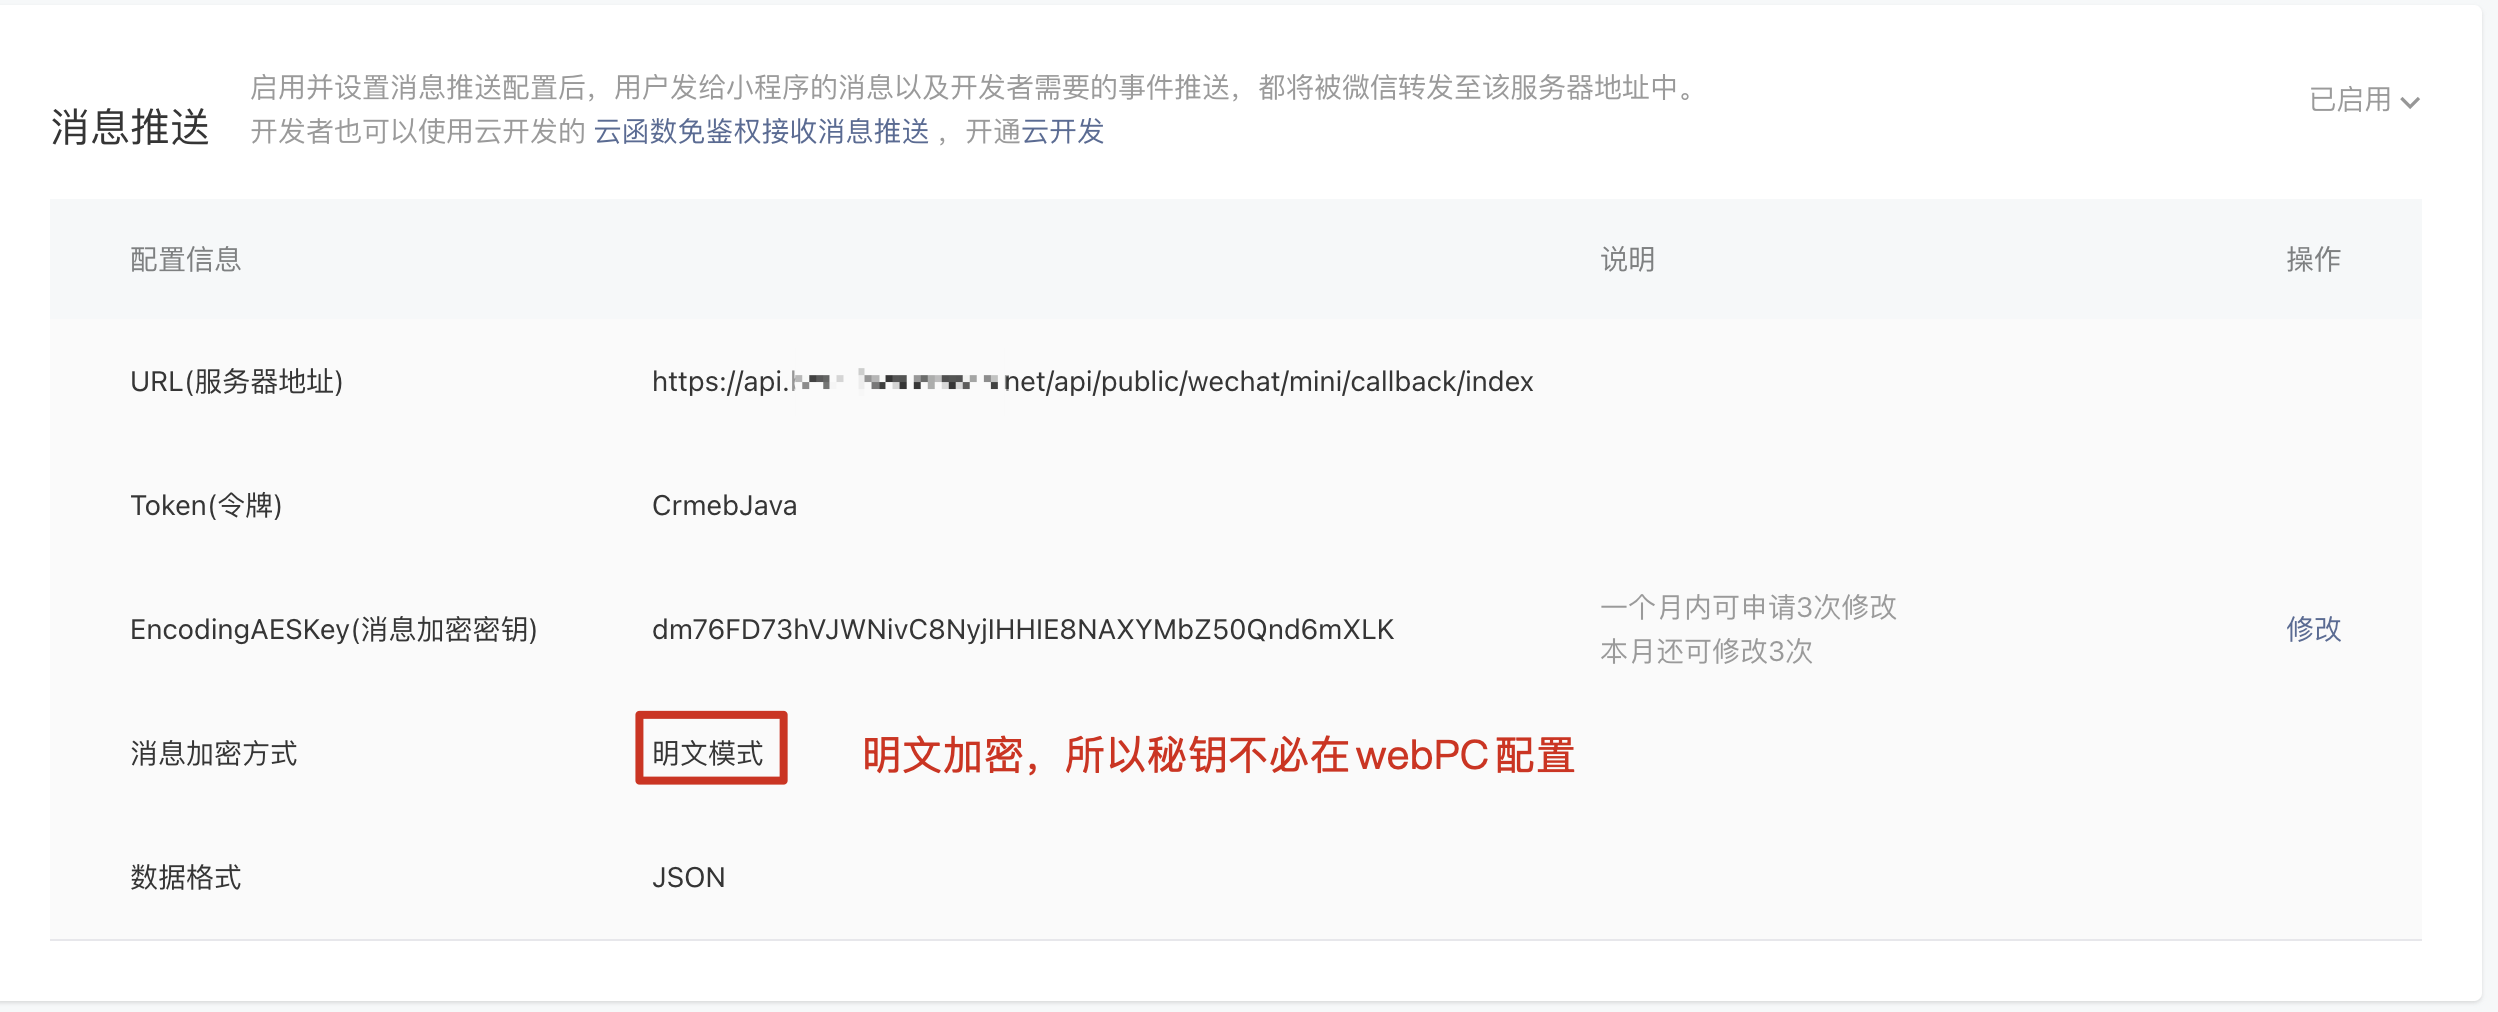 启用并设置消息推送配置后，用户发给小程序的消息以及开发者需要的事件推送，都将被微信转发至该服务器地址中。
消息推送
开发者也可以使用云开发的 云函数免鉴权接收消息推送 ，开通云开发
已启用
配置信息 说明 操作
URL(服务器地址) https://api. net/api/public/wechat/mini/callback/index
Token(令牌) CrmebJava
EncodingAESKey(消息加密密钥) dm76FD73hVJWNivC8NyjIHHIE8NAXYMbZ50Qnd6mXLK
一个月内可申请3次修改
本月还可修改3次
修改
消息加密方式 明文模式 明文加密，所以秘钥不必在webPC配置
数据格式 JSON